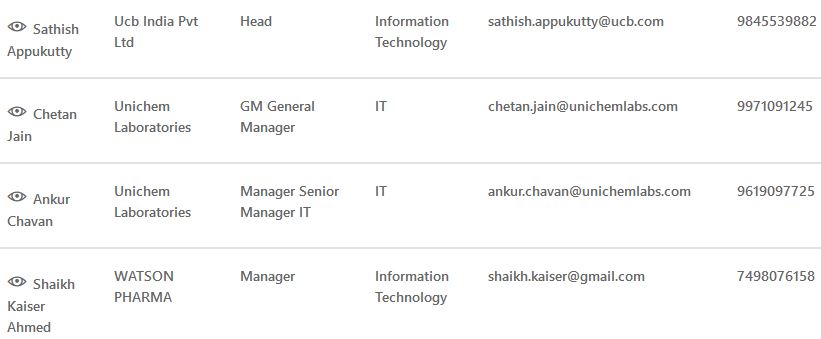 Sathish Appukutty Ucb India Pvt Ltd Head Information Technology sathish.appukutty@ucb.com 9845539882
Chetan Jain Unichem Laboratories GM General Manager IT chetan.jain@unichemlabs.com 9971091245
Ankur Chavan Unichem Laboratories Manager Senior Manager IT IT ankur.chavan@unichemlabs.com 9619097725
Shaikh Kaiser Ahmed WATSON PHARMA Manager Information Technology shaikh.kaiser@gmail.com 7498076158